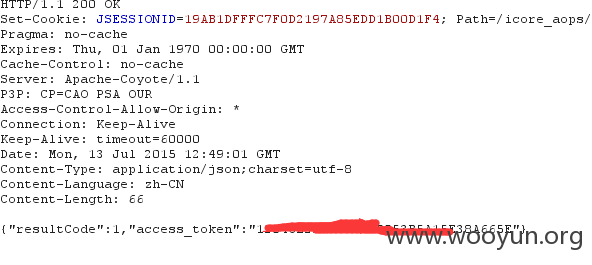 HTTP/1.1 200 OK
Set-Cookie: JSESSIONID=19AB1DFFFC7F0D2197A85EDD1B00D1F4; Path=/icore_aops/
Pragma: no-cache
Expires: Thu, 01 Jan 1970 00:00:00 GMT
Cache-Control: no-cache
Server: Apache-Coyote/1.1
P3P: CP=CAO PSA OUR
Access-Control-Allow-Origin: *
Connection: Keep-Alive
Keep-Alive: timeout=60000
Date: Mon, 13 Jul 2015 12:49:01 GMT
Content-Type: application/json;charset=utf-8
Content-Language: zh-CN
Content-Length: 66
{"resultCode":1,"access_token":"
www.wooyun.org